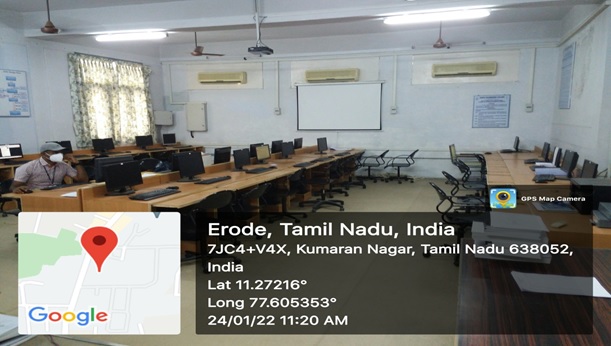 GPS Map Camera
Erode, Tamil Nadu, India
7JC4+V4X, Kumaran Nagar, Tamil Nadu 638052,
India
Lat 11.27216°
Long 77.605353°
24/01/22 11:20 AM
Google